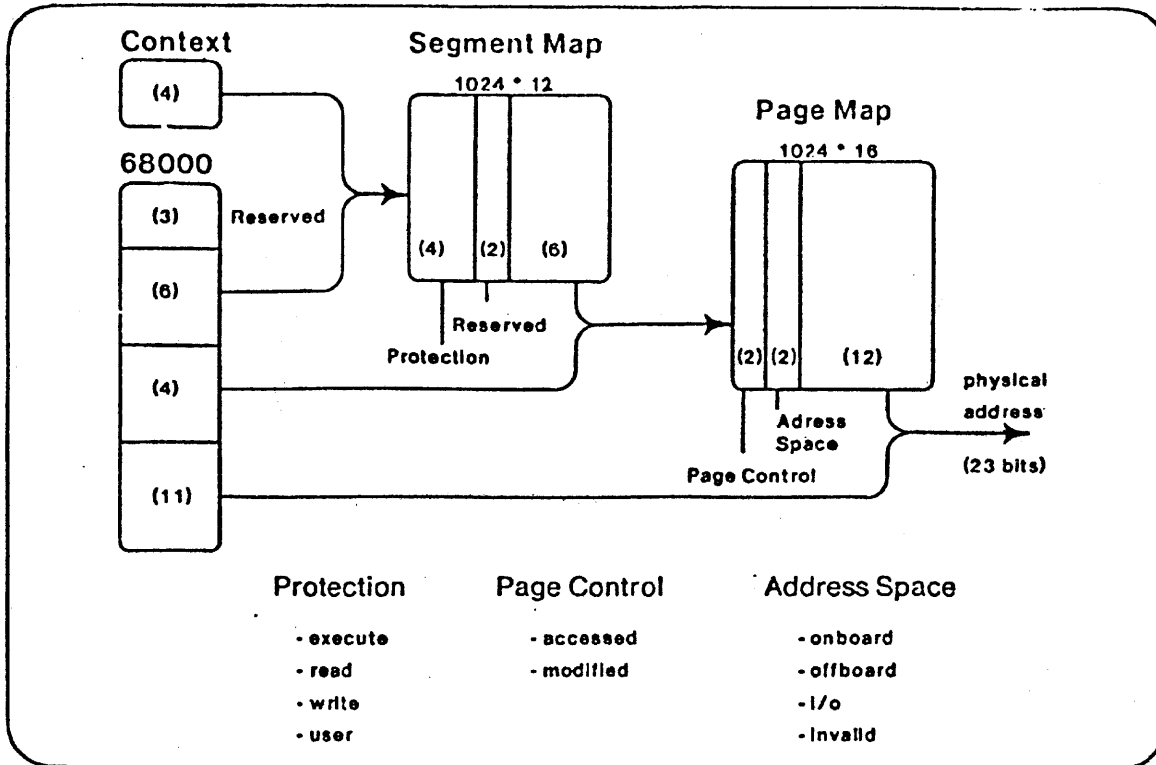 Context
(4)
68000
(3)
Reserved
(6)
(4)
(11)
Segment Map
1024 * 12
(4)
(2)
(6)
Reserved
Protection
Page Map
1024 * 16
(2)
(2)
(12)
Adress
Space
Page Control
physical
address
(23 bits)
Protection
- execute
- read
- write
- user
Page Control
- accessed
- modified
Address Space
- onboard
- offboard
- i/o
- invalid